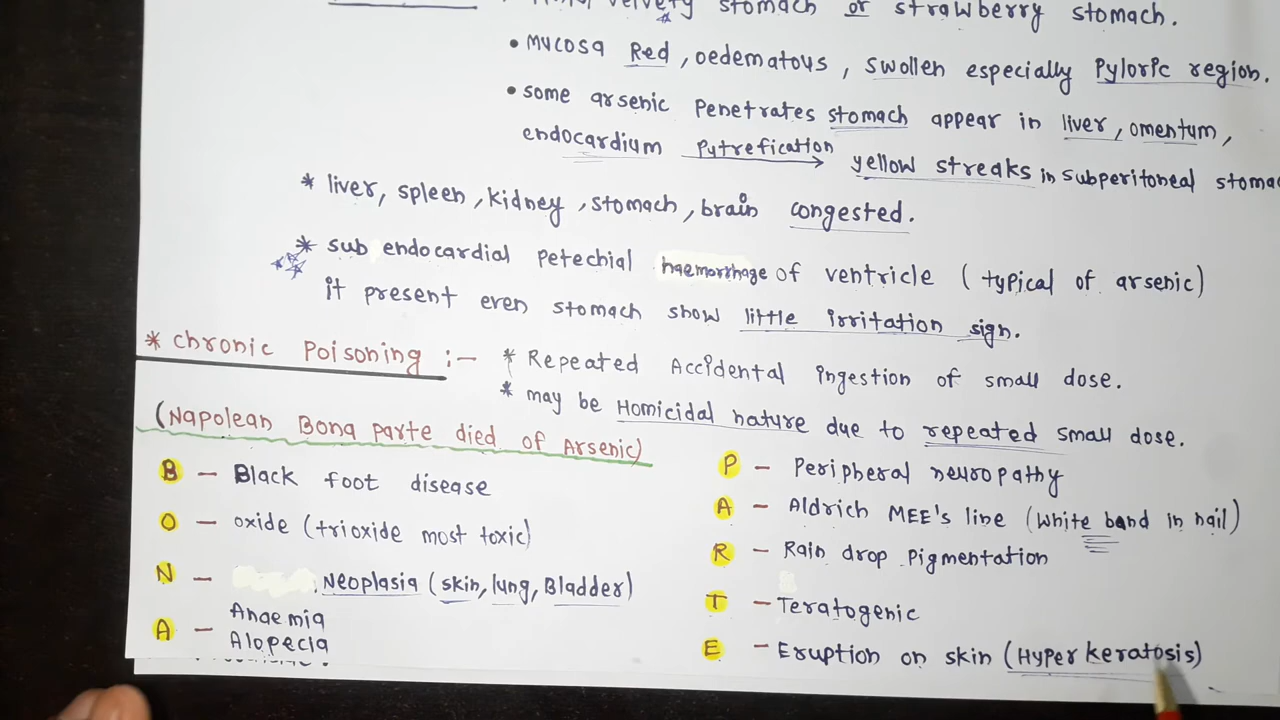 velvety stomach or strawberry stomach.
• Mucosa Red, oedematous, swollen especially Pyloric region.
• some arsenic penetrates stomach appear in liver, omentum,
endocardium Putrefication → yellow streaks in subperitoneal stoma
* liver, spleen, kidney, stomach, brain congested.
* sub endocardial petechial haemorrhage of ventricle (typical of arsenic)
it present even stomach show little irritation sign.
* chronic Poisoning :- * Repeated Accidental ingestion of small dose.
* may be Homicidal nature due to repeated small dose.
(Napolean Bona parte died of Arsenic)
B - Black foot disease
O - oxide (trioxide most toxic)
N - Neoplasia (skin, lung, Bladder)
A - Anaemia
Alopecia
P - Peripheral neuropathy
A - Aldrich MEE's line (white band in nail)
R - Rain drop Pigmentation
T - Teratogenic
E - Eruption on skin (Hyper keratosis)